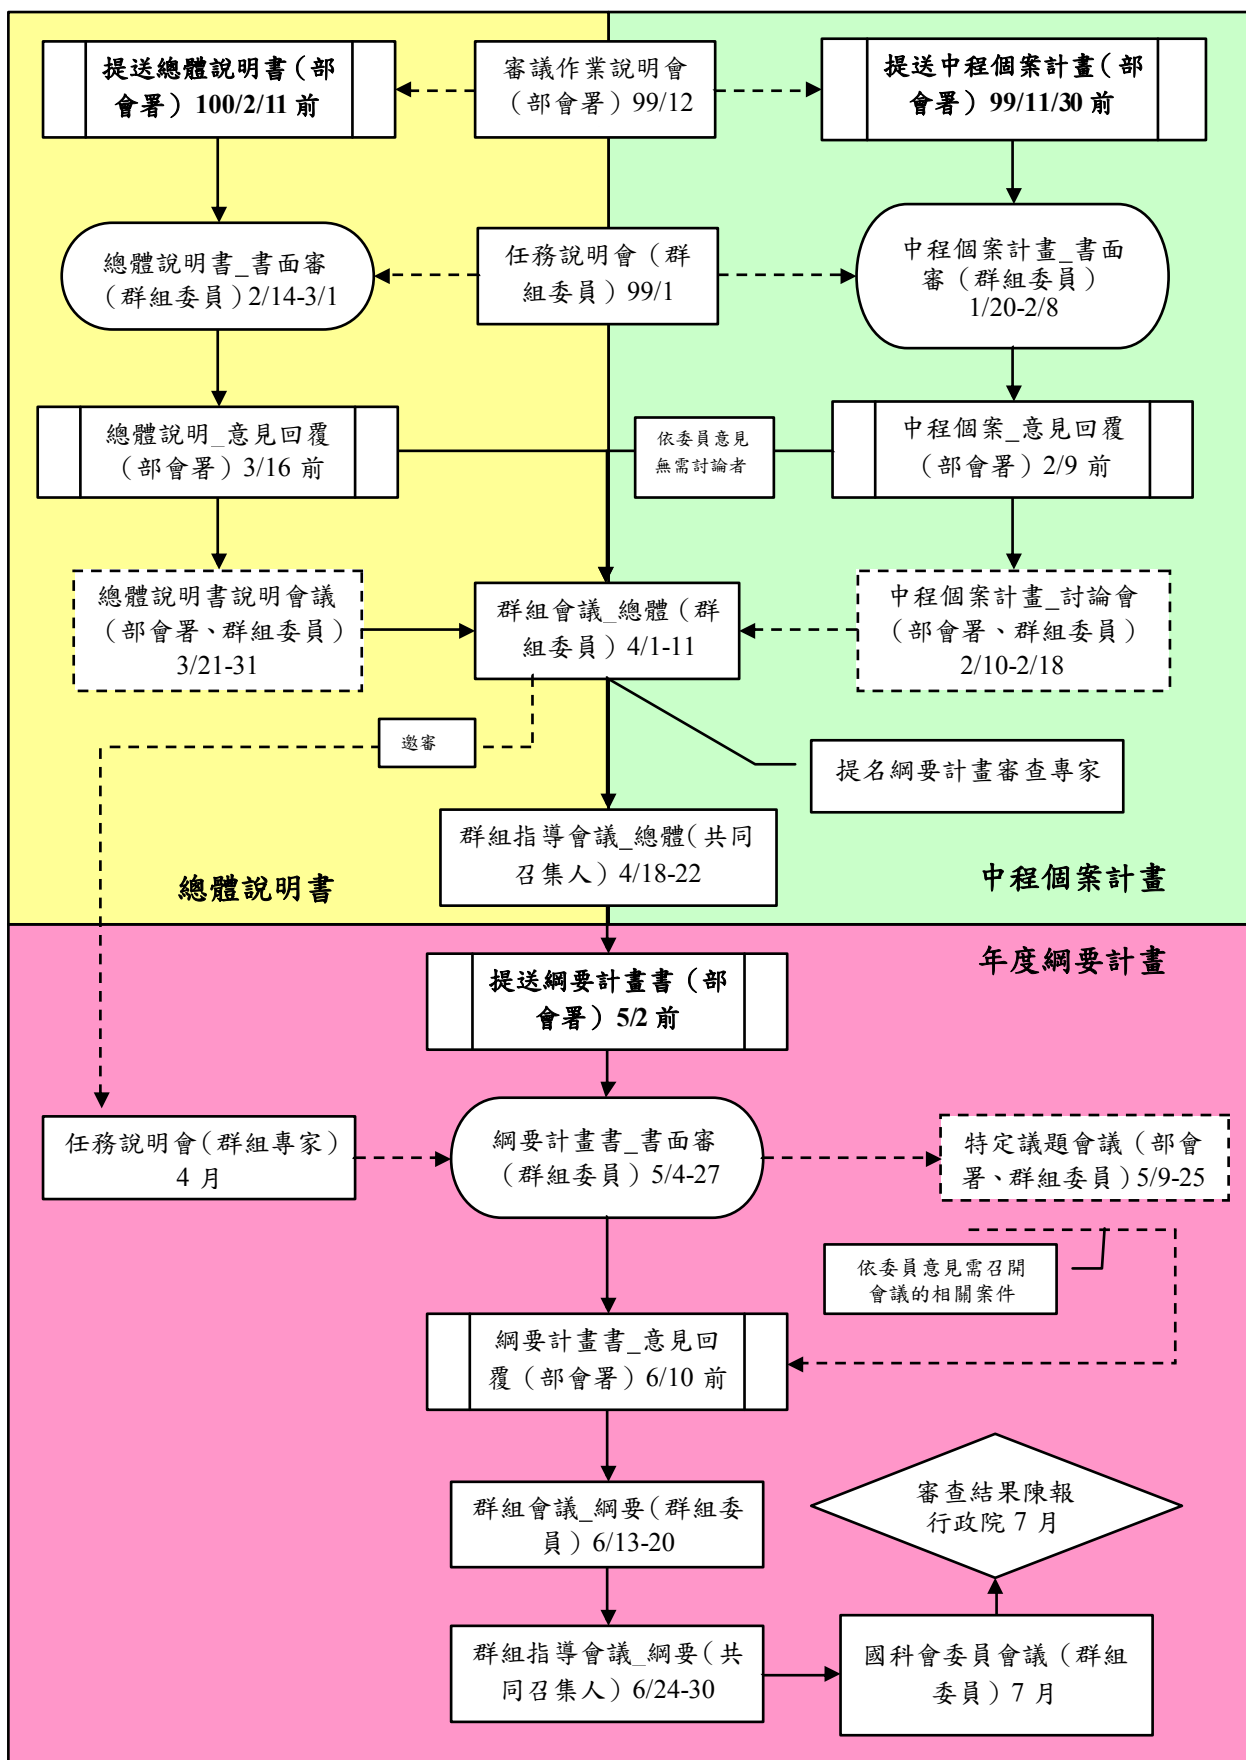 提送總體說明書（部
會署）100/2/11 前
審議作業說明會
（部會署）99/12
提送中程個案計畫（部
會署）99/11/30 前
總體說明書_書面審
（群組委員）2/14-3/1
任務說明會（群
組委員）99/1
中程個案計畫_書面
審（群組委員）
1/20-2/8
總體說明_意見回覆
（部會署）3/16 前
依委員意見
無需討論者
中程個案_意見回覆
（部會署）2/9 前
總體說明書說明會議
（部會署、群組委員）
3/21-31
群組會議_總體（群
組委員）4/1-11
中程個案計畫_討論會
（部會署、群組委員）
2/10-2/18
邀審
提名綱要計畫審查專家
群組指導會議_總體（共同
召集人）4/18-22
總體說明書
中程個案計畫
年度綱要計畫
提送綱要計畫書（部
會署）5/2 前
任務說明會（群組專家）
4 月
綱要計畫書_書面審
（群組委員）5/4-27
特定議題會議（部會
署、群組委員）5/9-25
依委員意見需召開
會議的相關案件
綱要計畫書_意見回
覆（部會署）6/10 前
群組會議_綱要（群組委
員）6/13-20
審查結果陳報
行政院 7 月
群組指導會議_綱要（共
同召集人）6/24-30
國科會委員會議（群組
委員）7 月